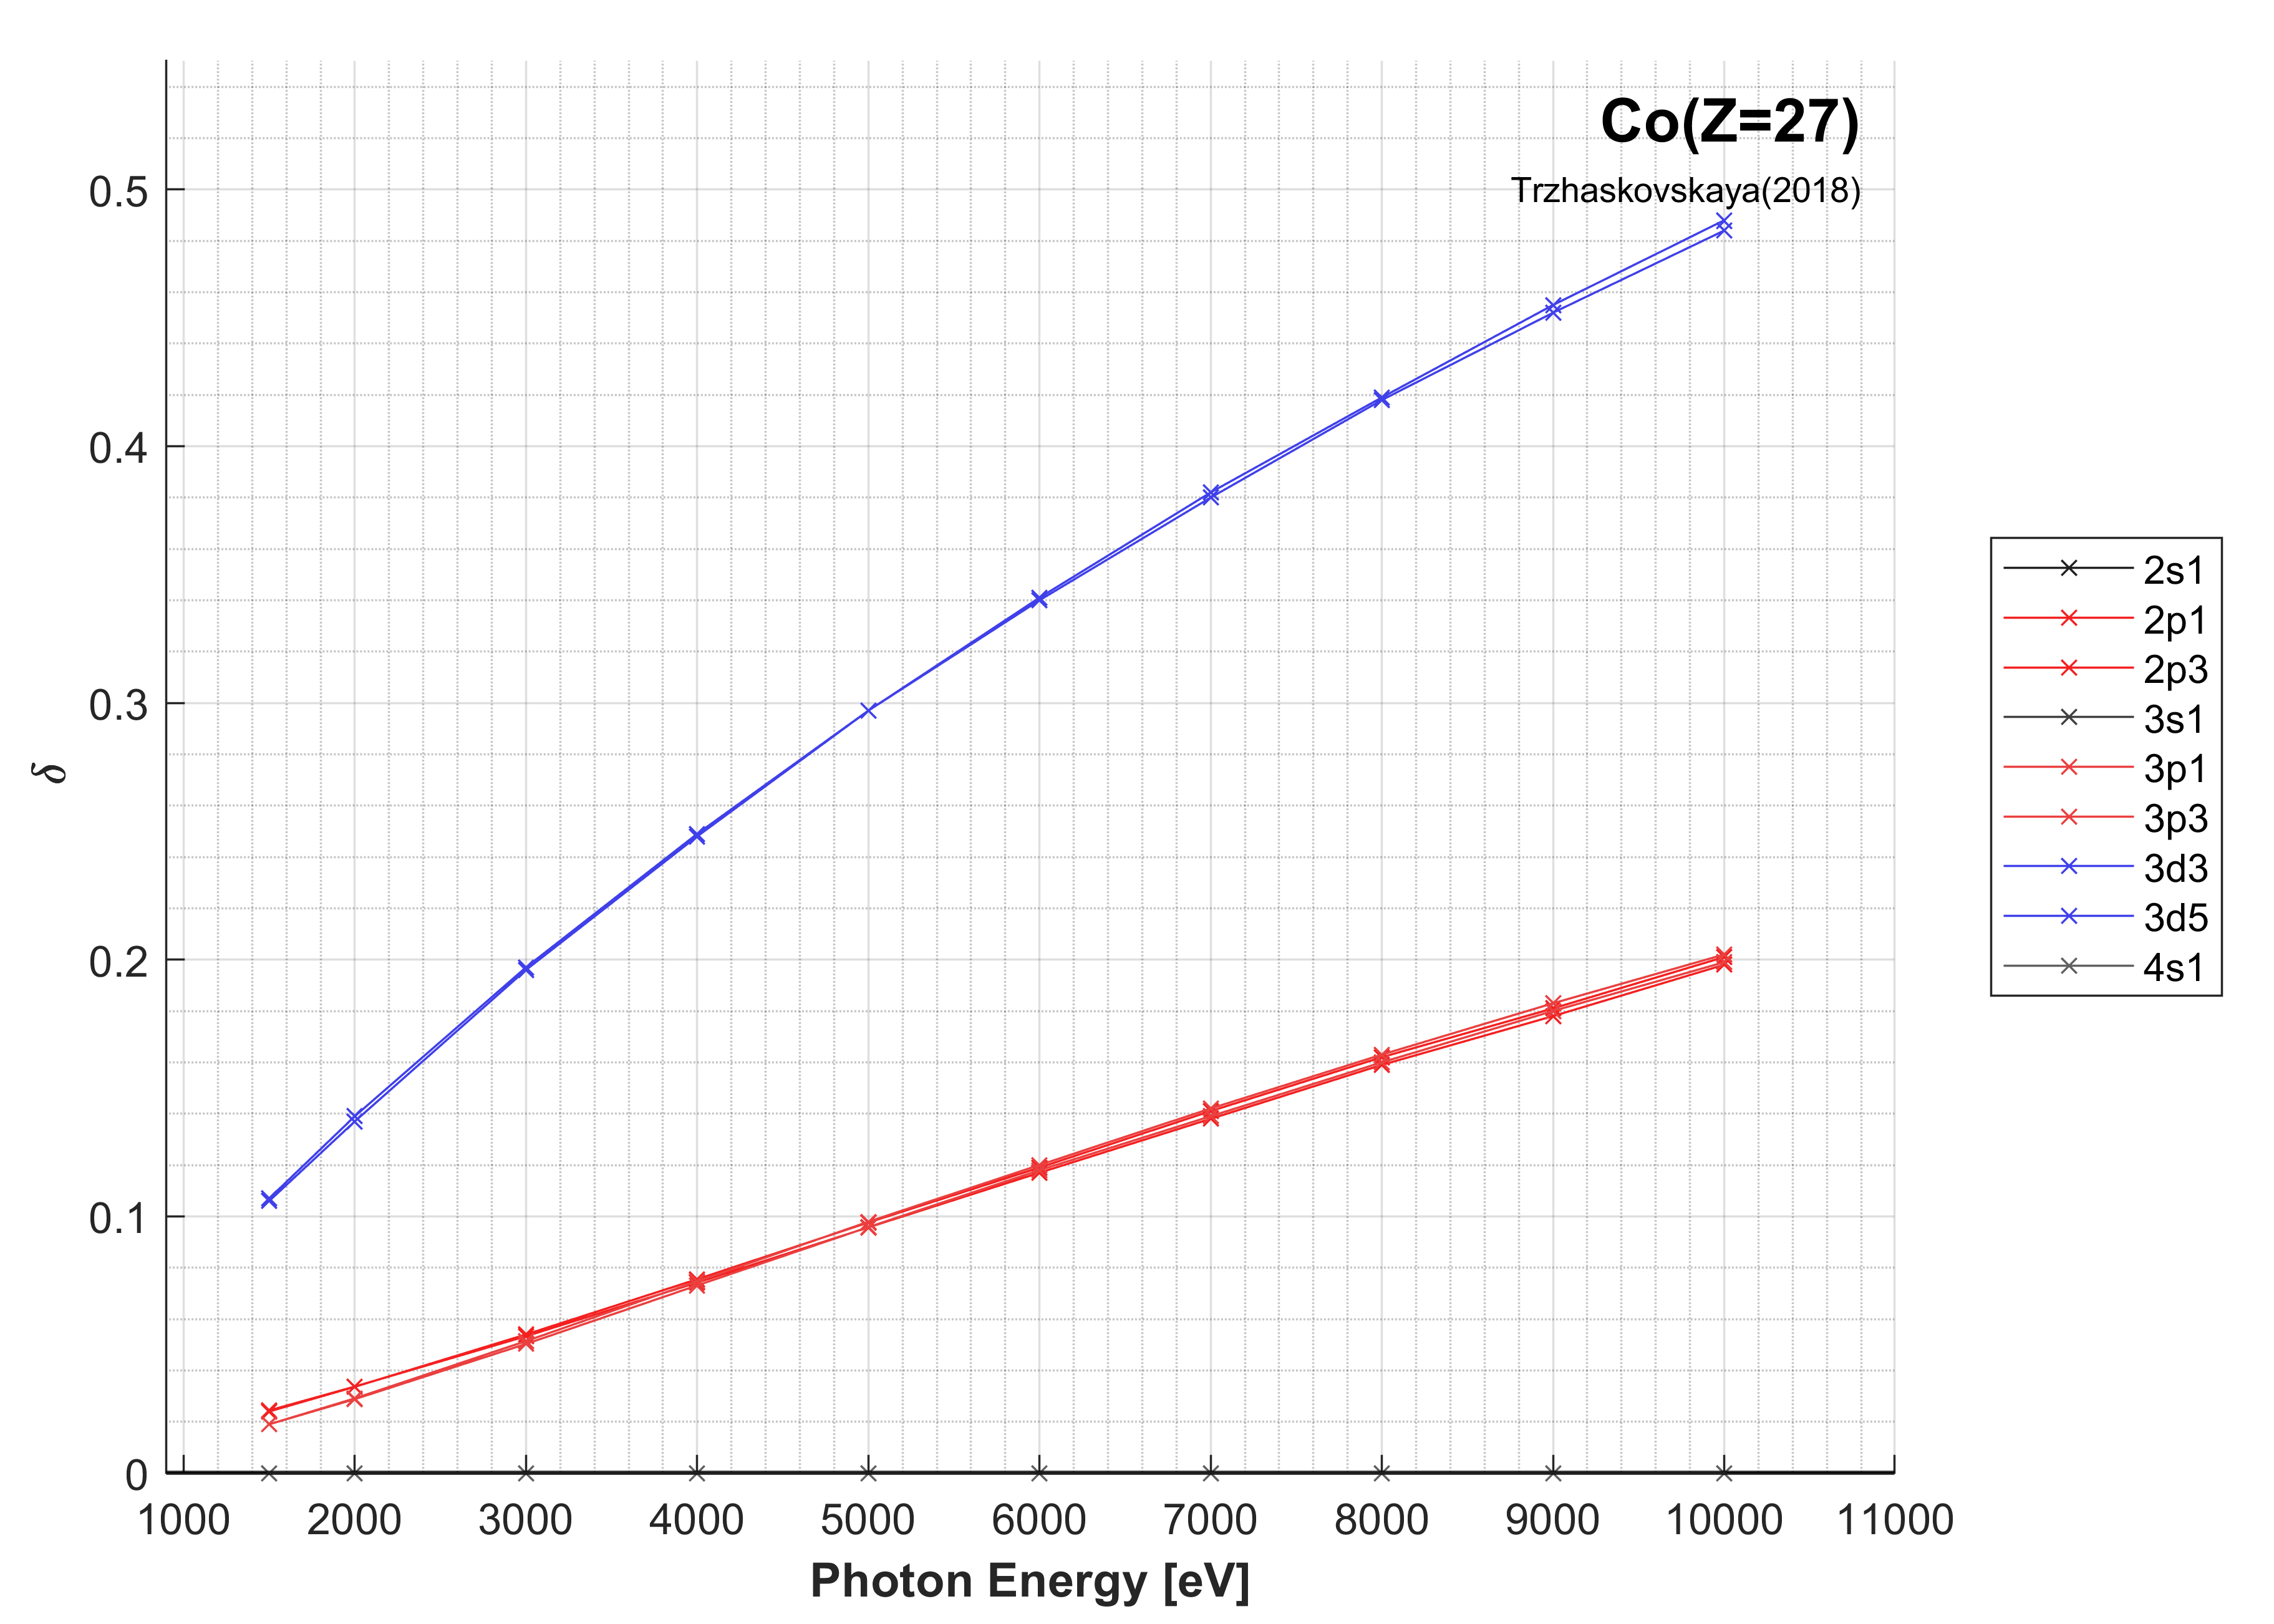 Co(Z=27)
Trzhaskovskaya(2018)
0.5
0.4
0.3
0.2
0.1
0
δ
1000 2000 3000 4000 5000 6000 7000 8000 9000 10000 11000
Photon Energy [eV]
2s1
2p1
2p3
3s1
3p1
3p3
3d3
3d5
4s1